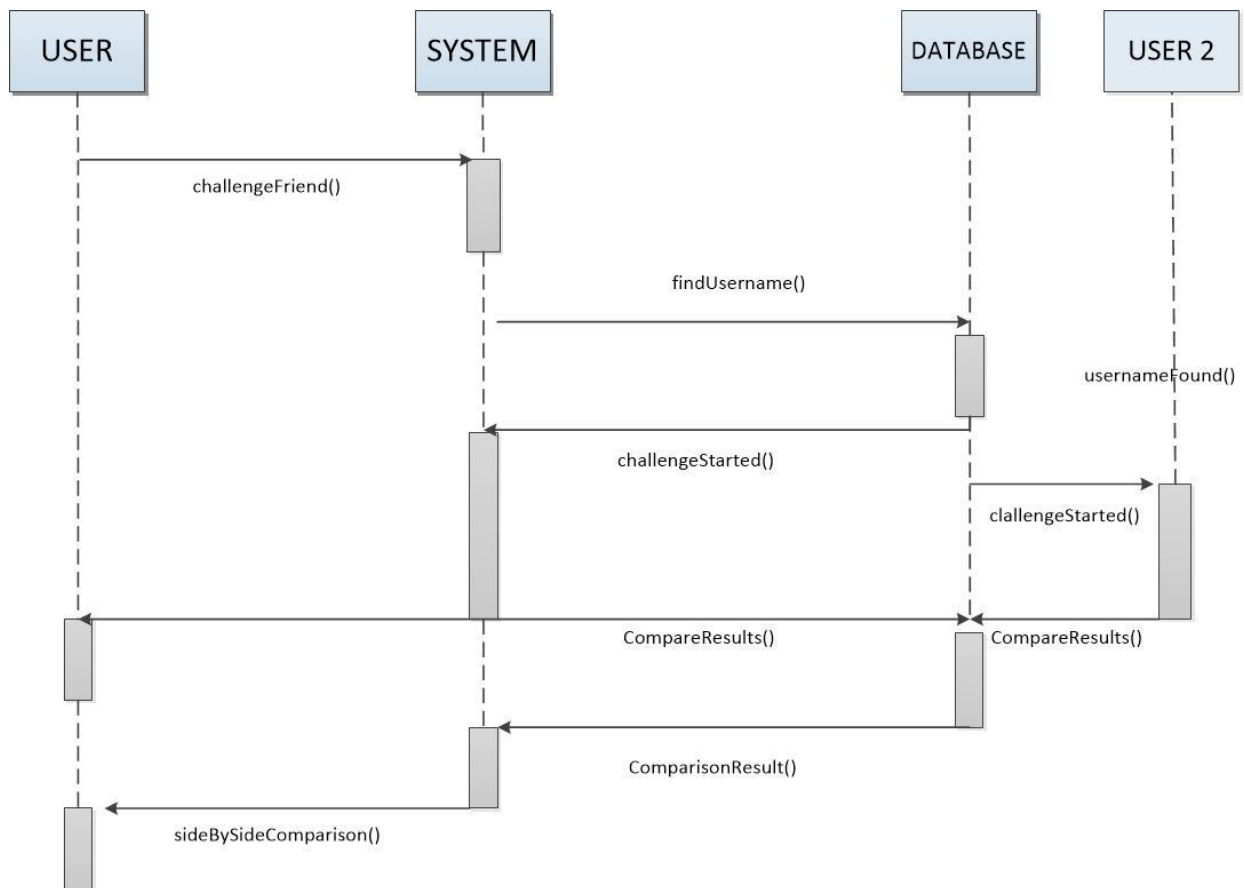 USER
SYSTEM
DATABASE
USER 2
challengeFriend()
findUsername()
usernameFound()
challengeStarted()
clallengeStarted()
CompareResults()
CompareResults()
ComparisonResult()
sideBySideComparison()